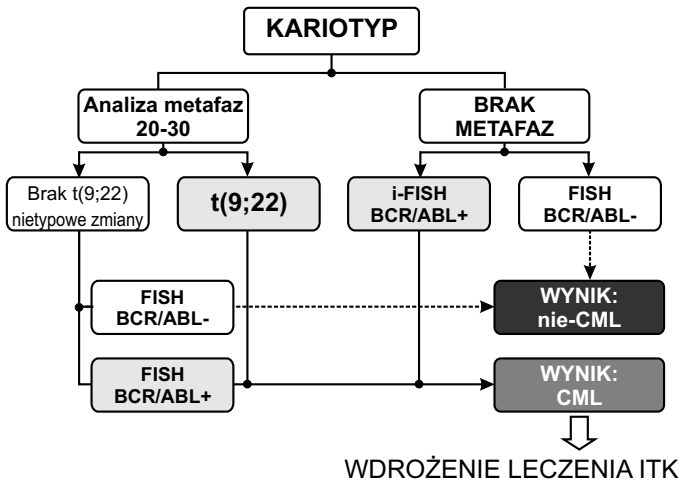 KARIOTYP
Analiza metafaz
20-30
BRAK
METAFAZ
Brak t(9;22)
nietypowe zmiany
t(9;22)
i-FISH
BCR/ABL+
FISH
BCR/ABL-
FISH
BCR/ABL-
WYNIK:
nie-CML
FISH
BCR/ABL+
WYNIK:
CML
WDROŻENIE LECZENIA ITK